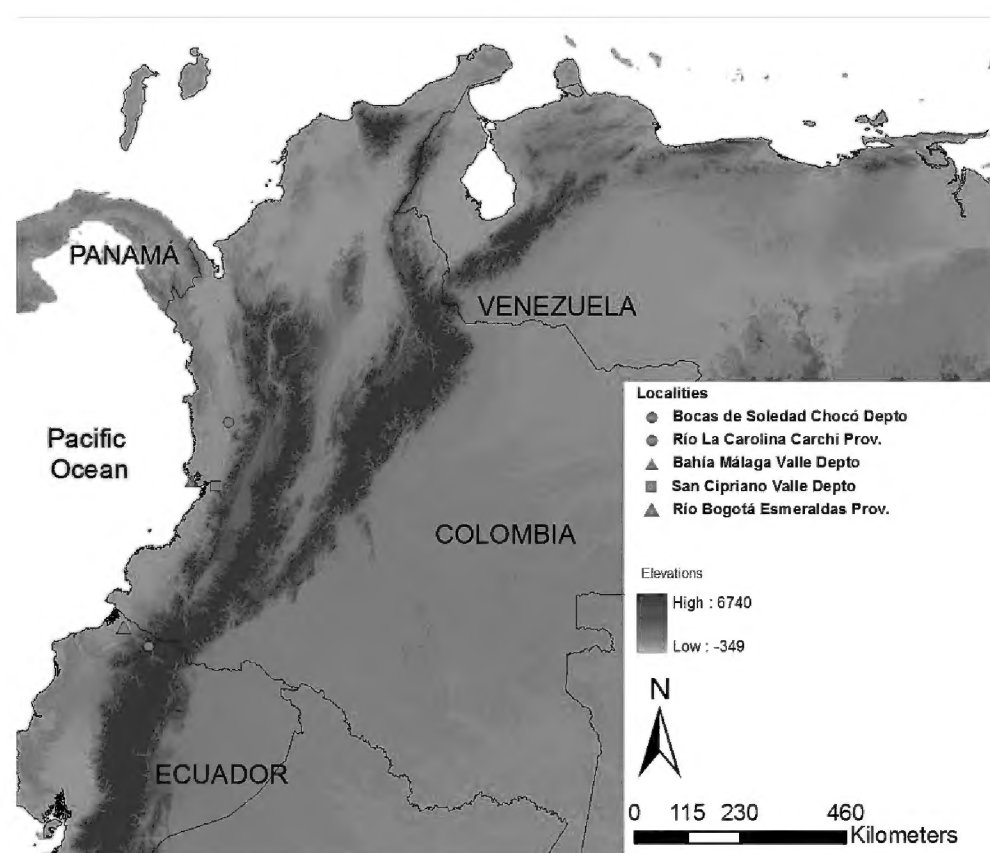 PANAMÁ
VENEZUELA
Pacific
Ocean
COLOMBIA
ECUADOR
Localities
Bocas de Soledad Chocó Depto
Río La Carolina Carchi Prov.
Bahía Málaga Valle Depto
San Cipriano Valle Depto
Río Bogotá Esmeraldas Prov.
Elevations
High : 6740
Low : -349
N
0 115 230 460
Kilometers